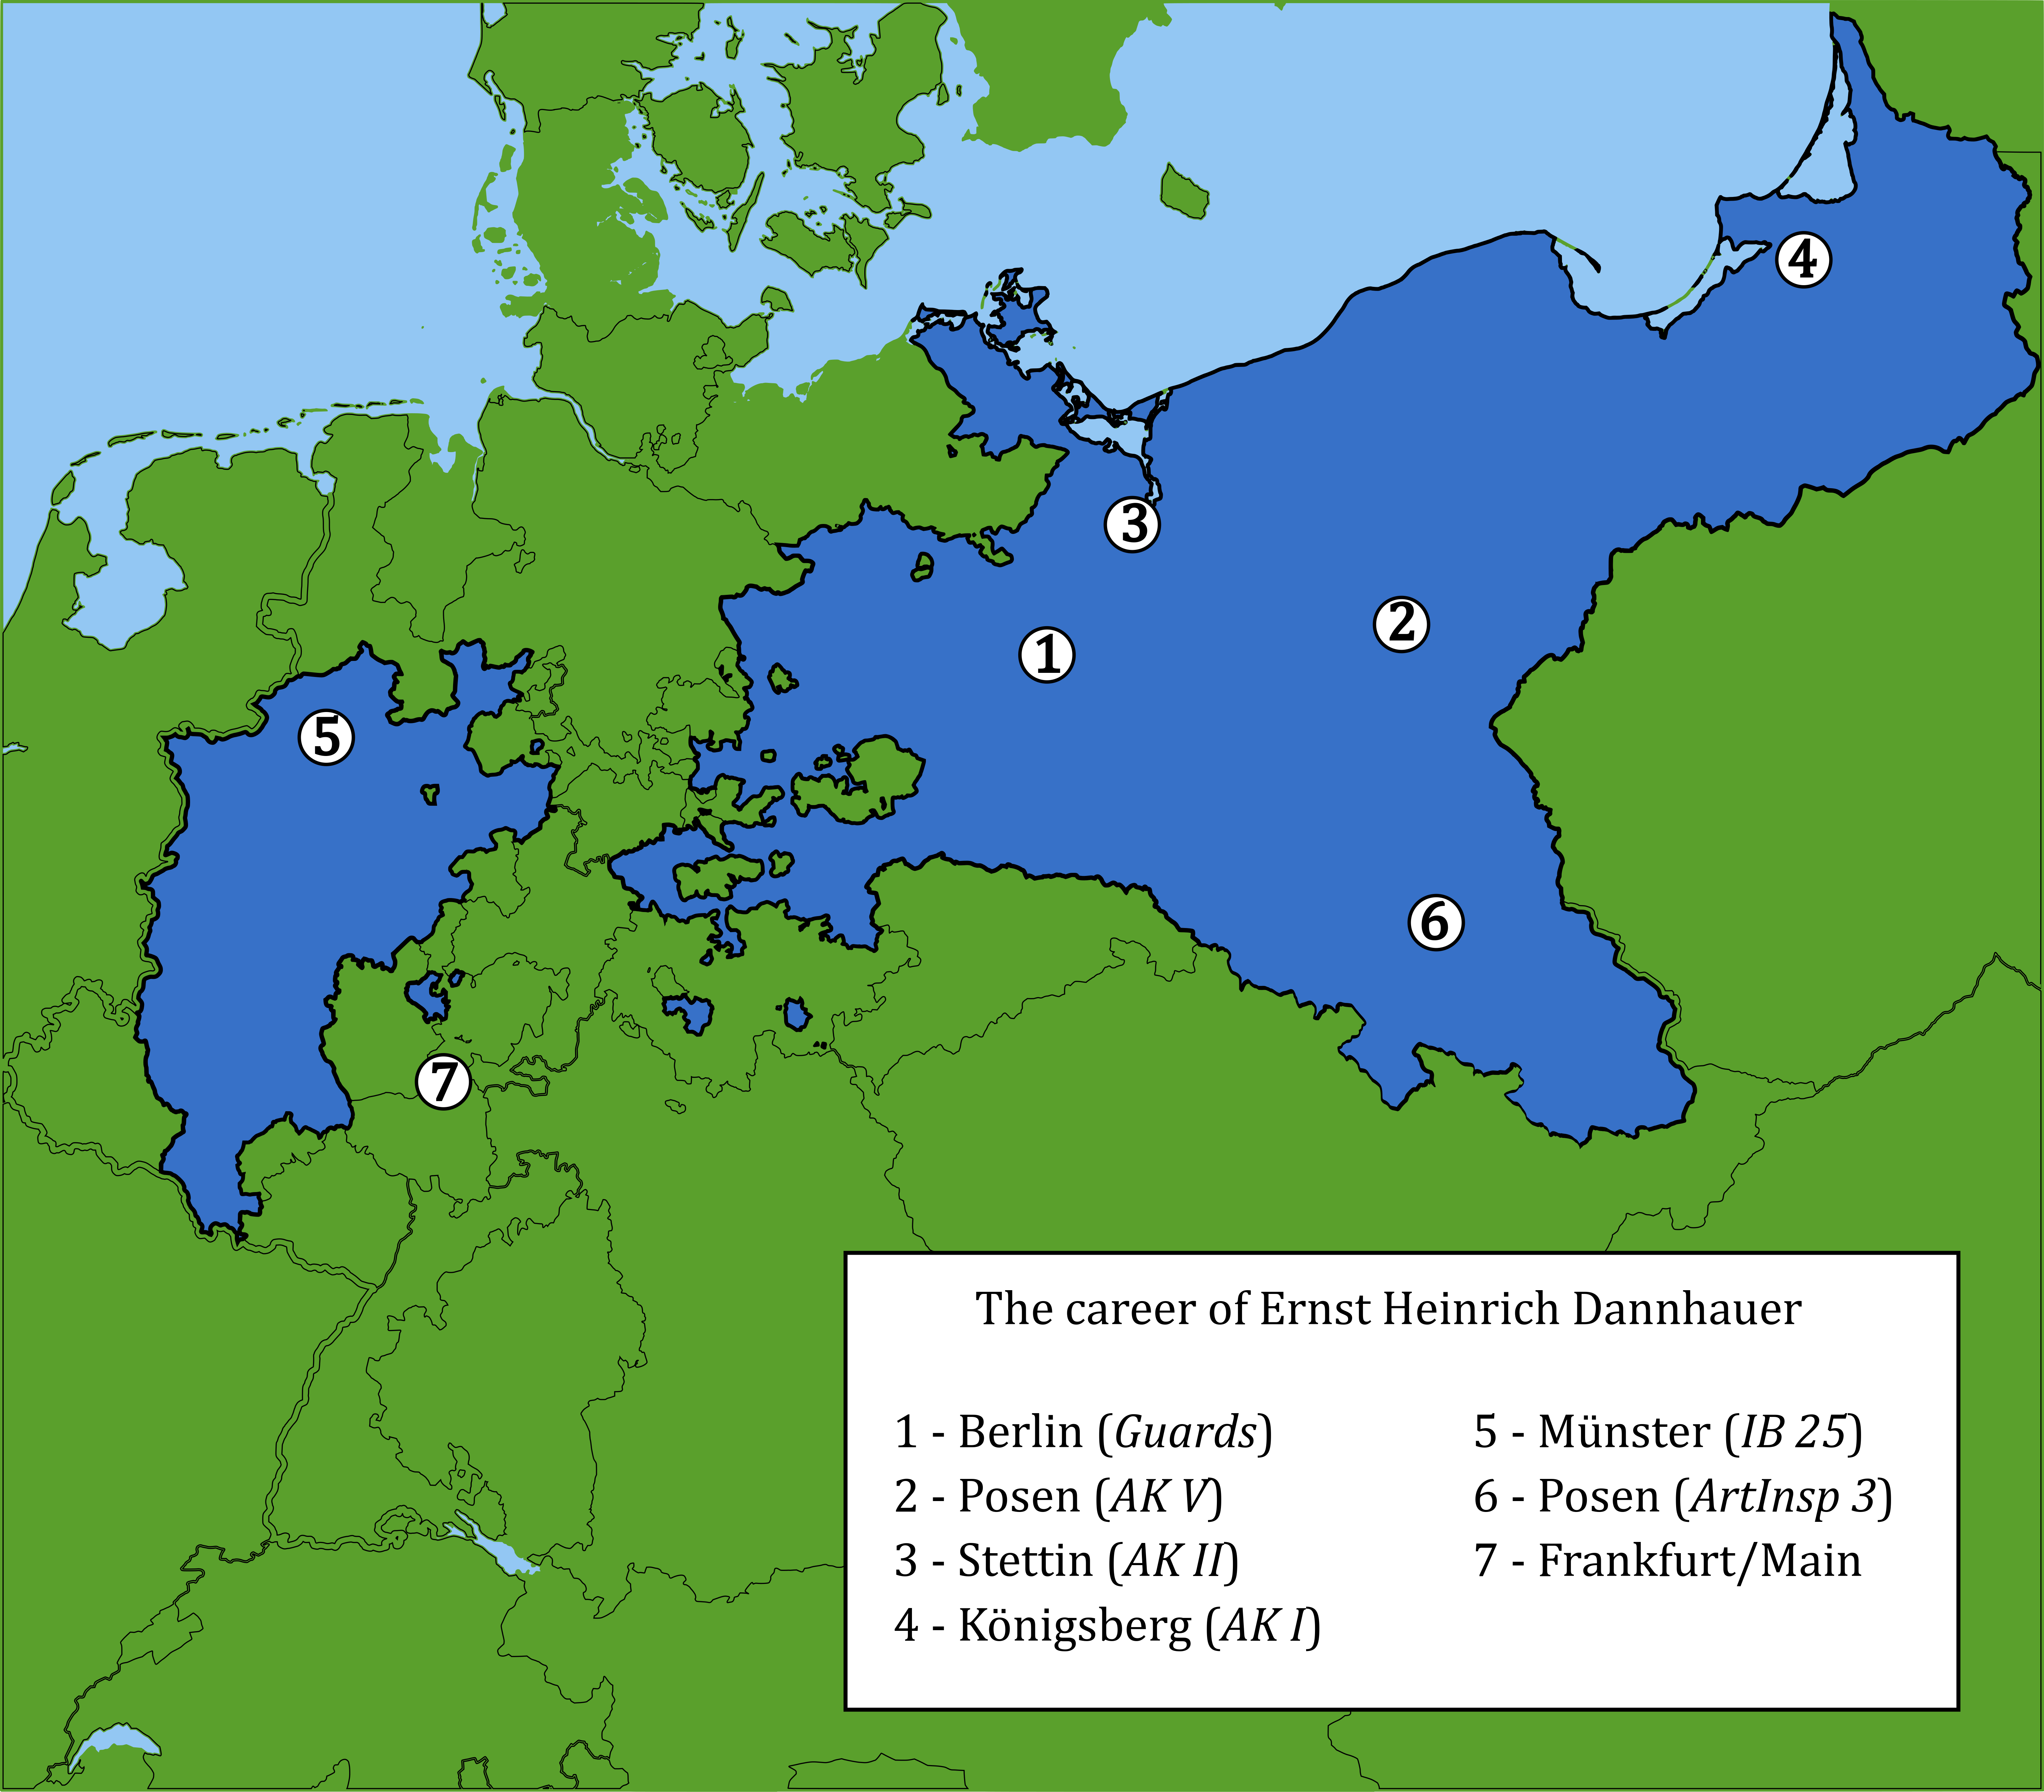 4
3
2
1
5
6
7
The career of Ernst Heinrich Dannhauer
1 - Berlin (Guards)
2 - Posen (AK V)
3 - Stettin (AK II)
4 - Königsberg (AK I)
5 - Münster (IB 25)
6 - Posen (ArtInsp 3)
7 - Frankfurt/Main